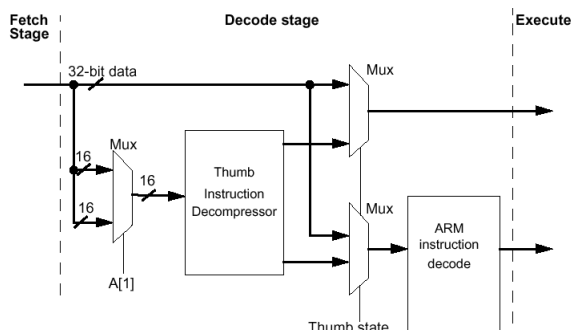 Fetch
Stage
Decode stage
Execute
32-bit data
Mux
Mux
16
16
16
Thumb
Instruction
Decompressor
Mux
ARM
instruction
decode
A[1]
Thumb state